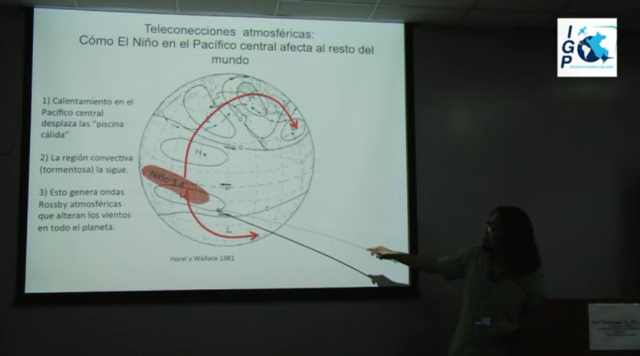 Teleconecciones atmosféricas:
Cómo El Niño en el Pacífico central afecta al resto del
mundo
1) Calentamiento en el
Pacífico central
desplaza las "piscina
cálida"
2) La región convectiva
(tormentosa) la sigue.
3) Esto genera ondas
Rossby atmosféricas
que alteran los vientos
en todo el planeta.
H
Niño 3.4
L
Horel y Wallace 1981
IGP